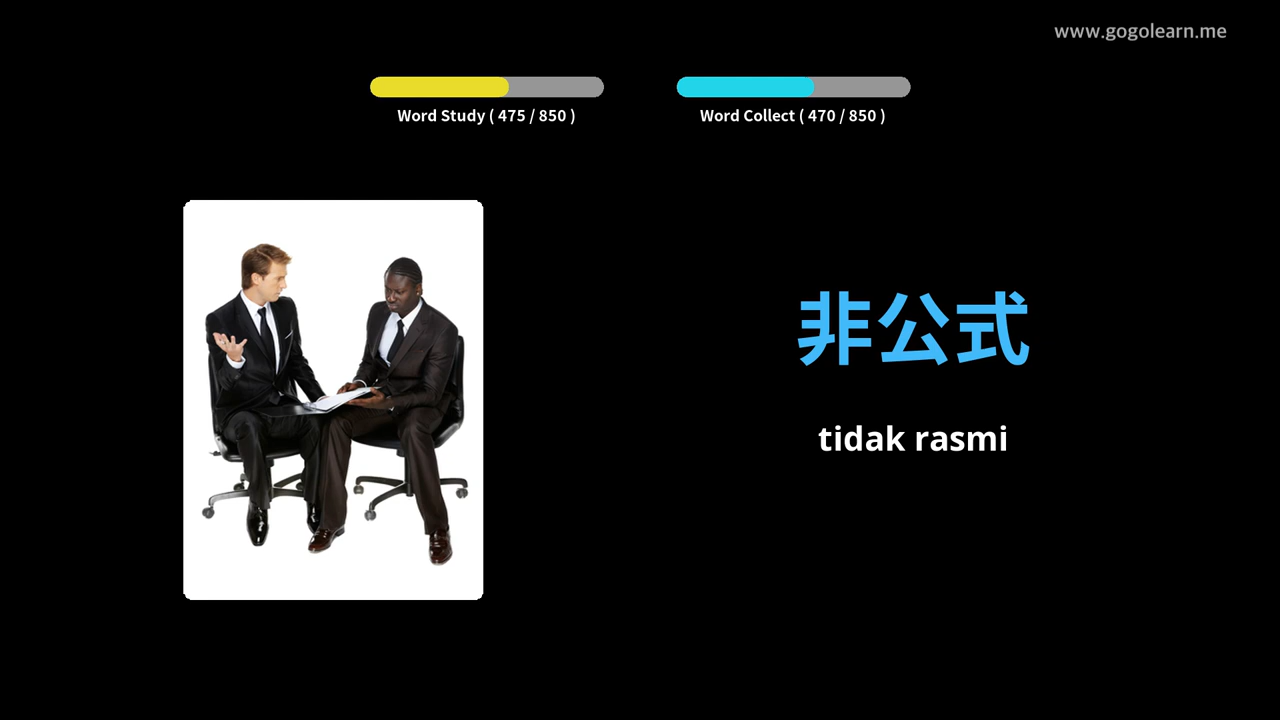 www.gogolearn.me
Word Study ( 475 / 850 )
Word Collect ( 470 / 850 )
非公式
tidak rasmi